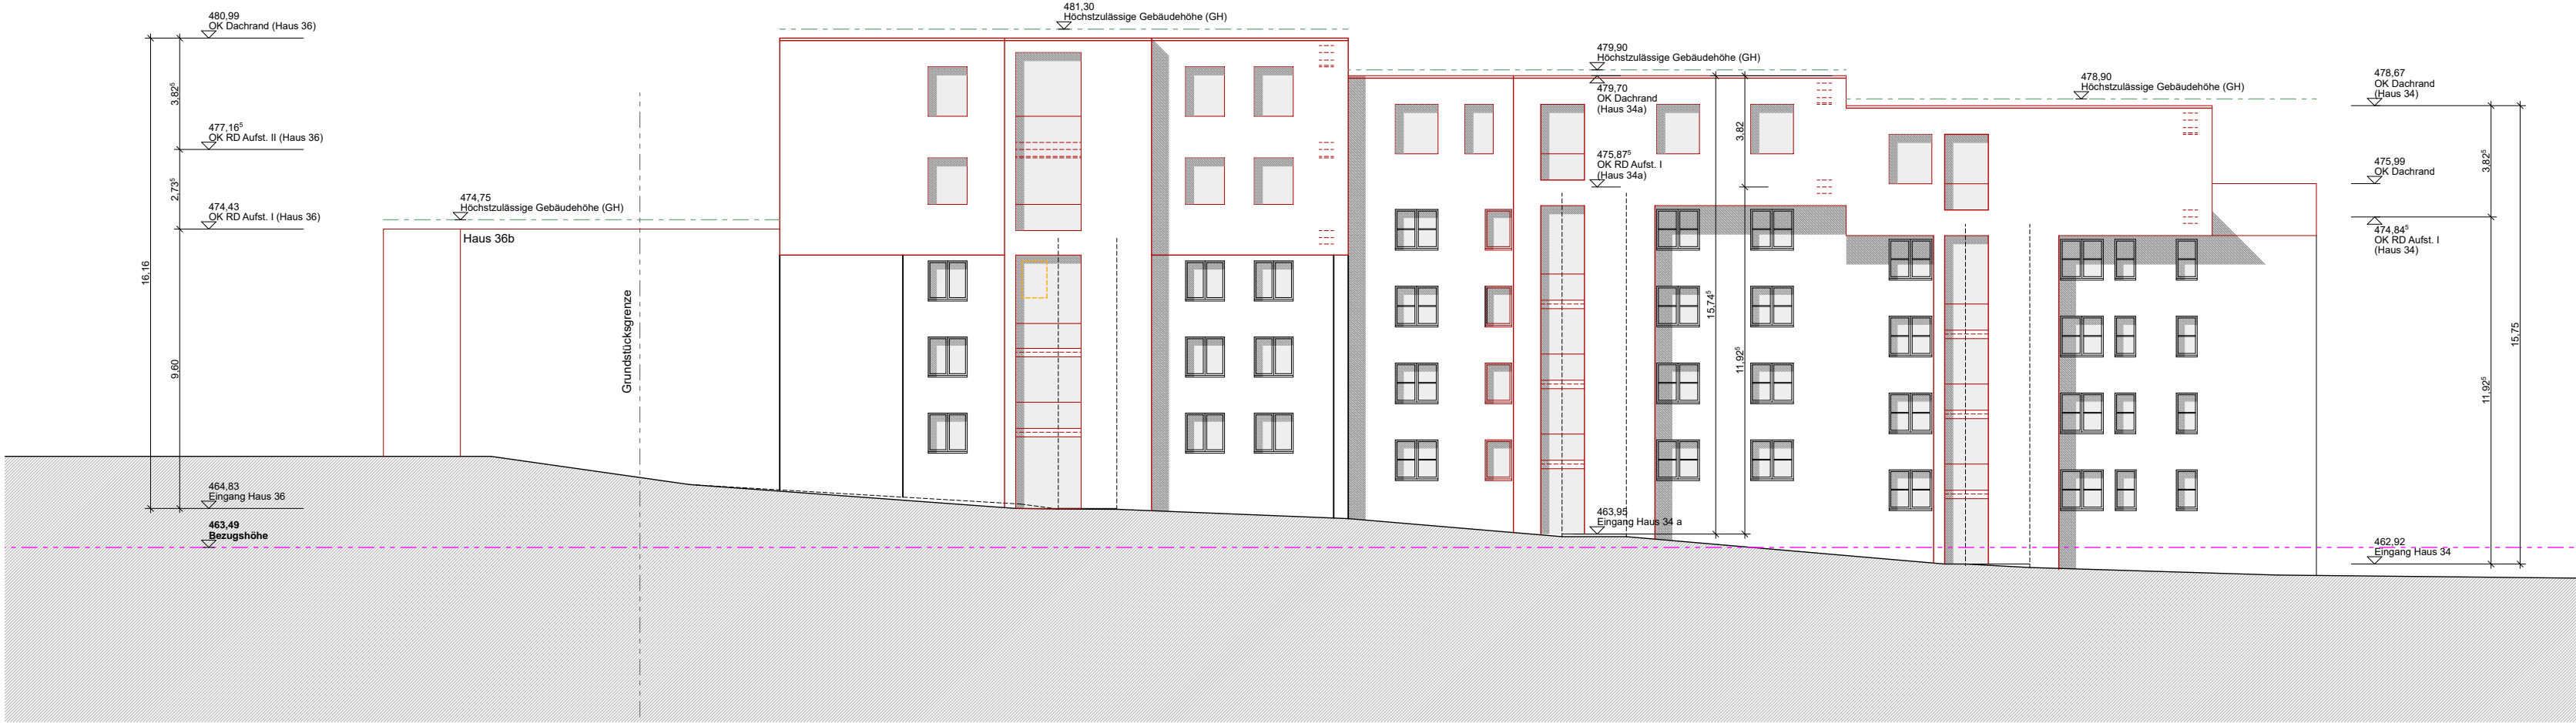 480,99
OK Dachrand (Haus 36)
3,82⁵
477,16⁵
OK RD Aufst. II (Haus 36)
2,73⁵
474,43
OK RD Aufst. I (Haus 36)
16,16
9,60
464,83
Eingang Haus 36
463,49
Bezugshöhe
474,75
Höchstzulässige Gebäudehöhe (GH)
Haus 36b
Grundstücksgrenze
481,30
Höchstzulässige Gebäudehöhe (GH)
479,90
Höchstzulässige Gebäudehöhe (GH)
479,70
OK Dachrand
(Haus 34a)
3,82
475,87⁵
OK RD Aufst. I
(Haus 34a)
15,74⁵
11,92⁵
463,95
Eingang Haus 34 a
478,90
Höchstzulässige Gebäudehöhe (GH)
478,67
OK Dachrand
(Haus 34)
3,82⁵
475,99
OK Dachrand
474,84⁵
OK RD Aufst. I
(Haus 34)
15,75
11,92⁵
462,92
Eingang Haus 34